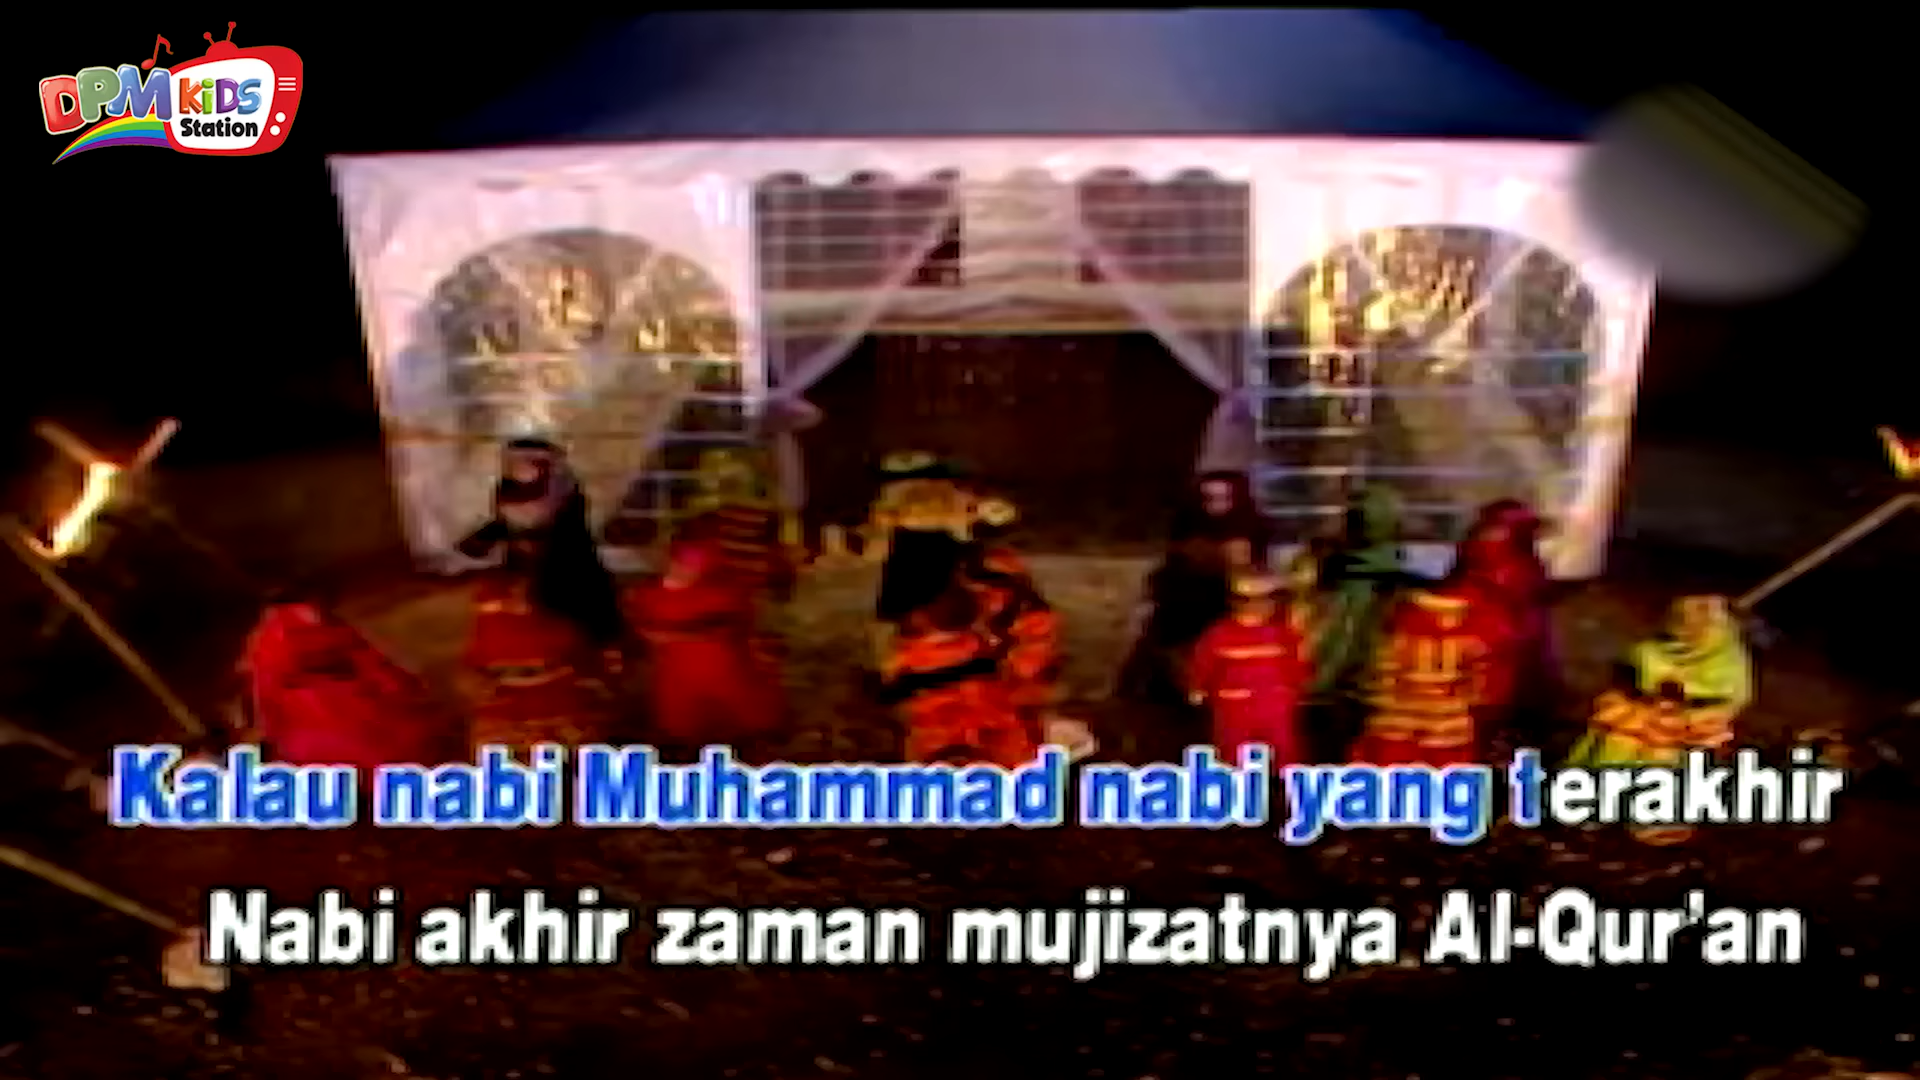 DPM KiDS
Station
Kalau nabi Muhammad nabi yang terakhir
Nabi akhir zaman mujizatnya Al-Qur'an